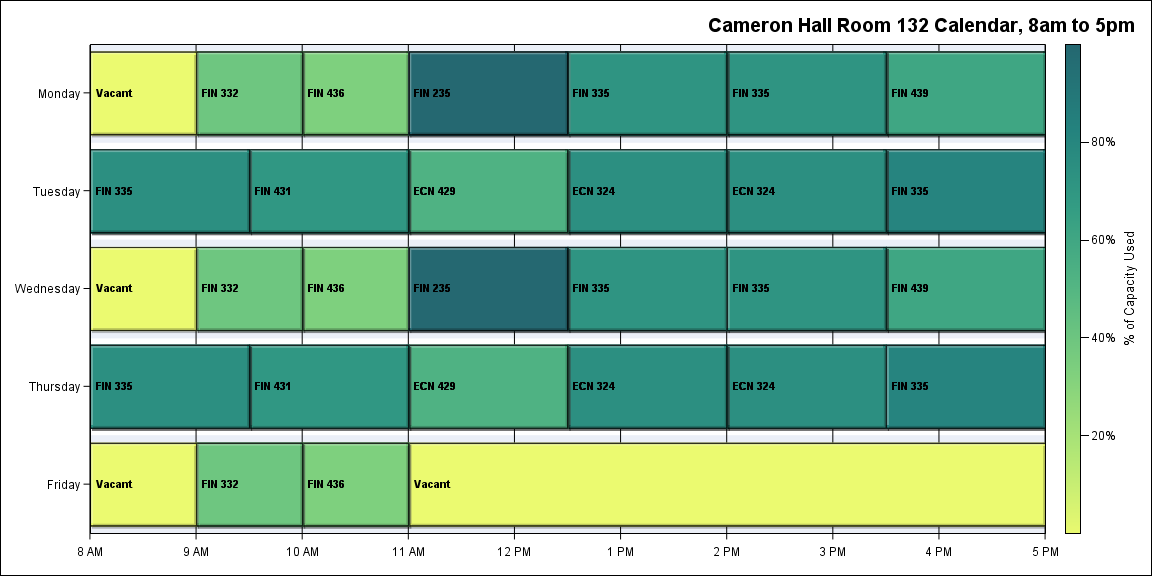 Cameron Hall Room 132 Calendar, 8am to 5pm
Monday
Vacant
FIN 332
FIN 436
FIN 235
FIN 335
FIN 335
FIN 439
Tuesday
FIN 335
FIN 431
ECN 429
ECN 324
ECN 324
FIN 335
Wednesday
Vacant
FIN 332
FIN 436
FIN 235
FIN 335
FIN 335
FIN 439
Thursday
FIN 335
FIN 431
ECN 429
ECN 324
ECN 324
FIN 335
Friday
Vacant
FIN 332
FIN 436
Vacant
8 AM
9 AM
10 AM
11 AM
12 PM
1 PM
2 PM
3 PM
4 PM
5 PM
80%
60%
40%
20%
% of Capacity Used